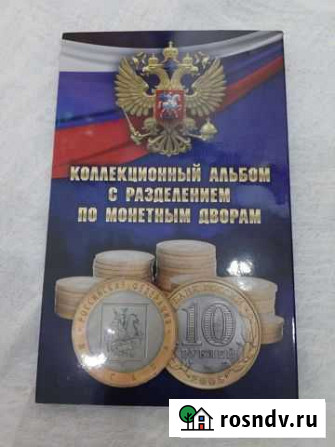 КОЛЛЕКЦИОННЫЙ АЛЬБОМ
С РАЗДЕЛЕНИЕМ
ПО МОНЕТНЫМ ДВОРАМ
10
rosndv.ru